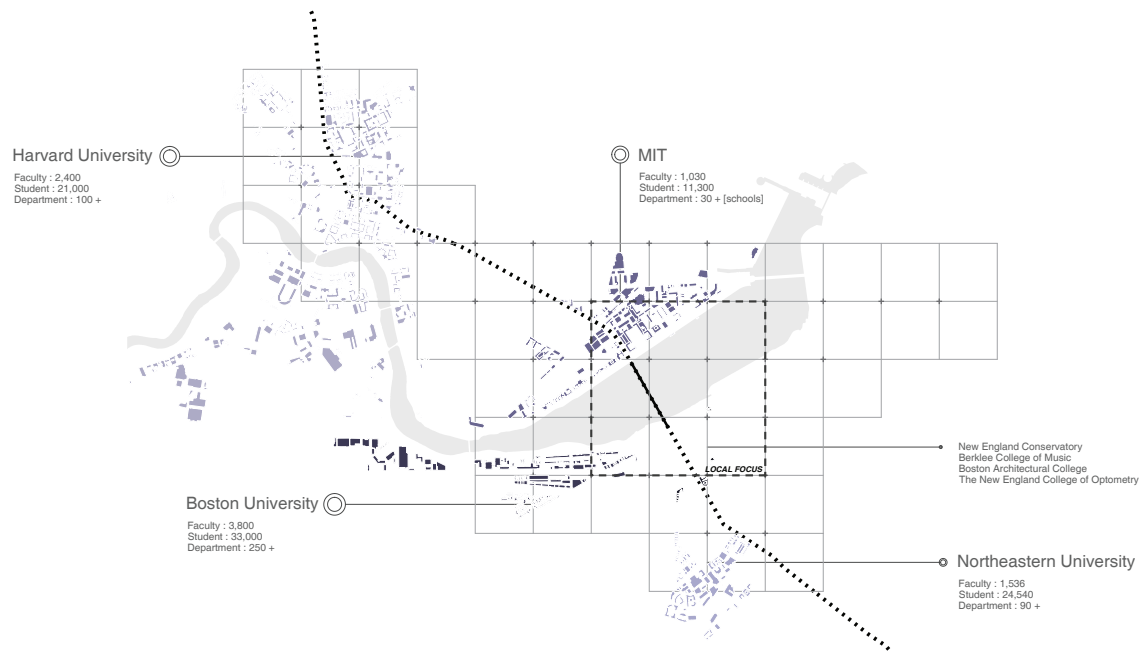 Harvard University
Faculty : 2,400
Student : 21,000
Department : 100 +
MIT
Faculty : 1,030
Student : 11,300
Department : 30 + [schools]
New England Conservatory
Berklee College of Music
Boston Architectural College
The New England College of Optometry
LOCAL FOCUS
Boston University
Faculty : 3,800
Student : 33,000
Department : 250 +
Northeastern University
Faculty : 1,536
Student : 24,540
Department : 90 +